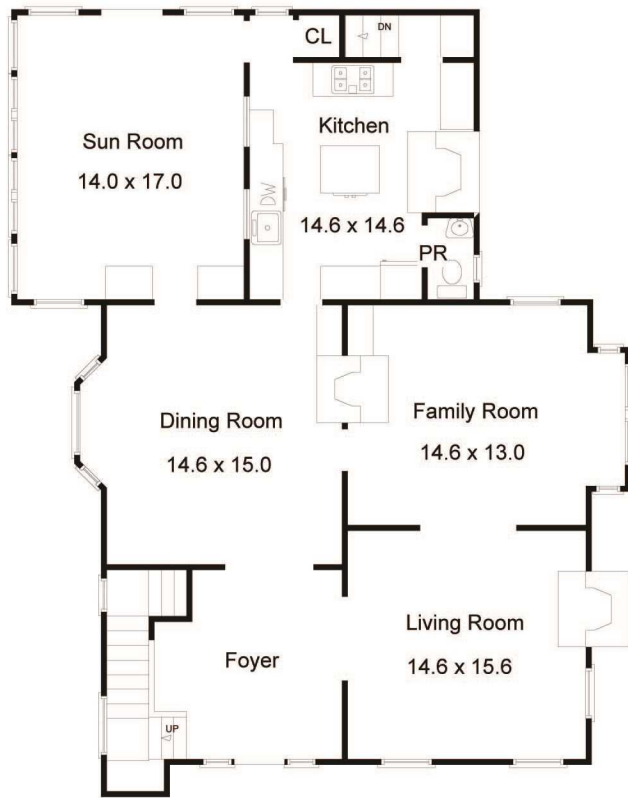 CL
DN
Kitchen
Sun Room
14.0 x 17.0
DW
14.6 x 14.6
PR
Family Room
Dining Room
14.6 x 13.0
14.6 x 15.0
Living Room
Foyer
14.6 x 15.6
UP